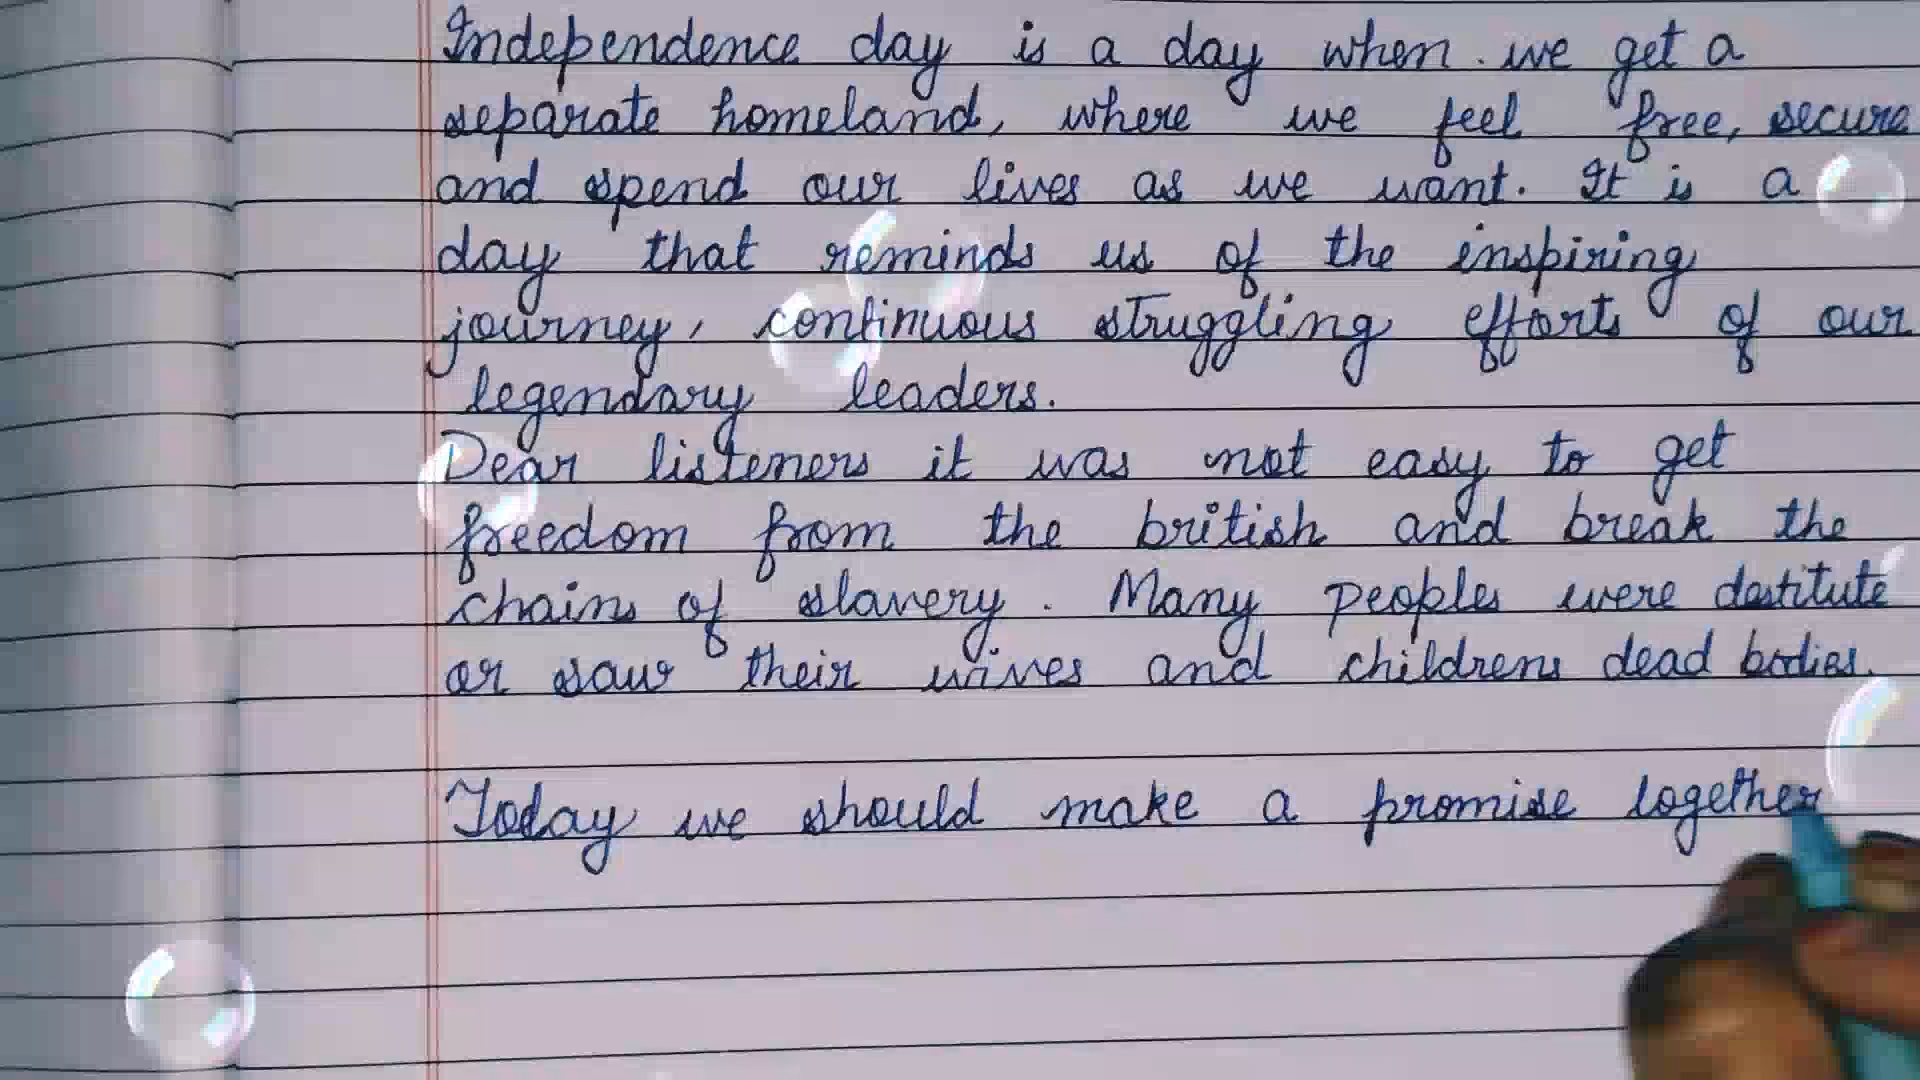 Independence day is a day when we get a
separate homeland, where we feel free, secure
and spend our lives as we want. It is a
day that reminds us of the inspiring
journey, continuous struggling efforts of our
legendary leaders.
Dear listeners it was not easy to get
freedom from the british and break the
chains of slavery. Many peoples were destitute
or saw their wives and childrens dead bodies.
Today we should make a promise together